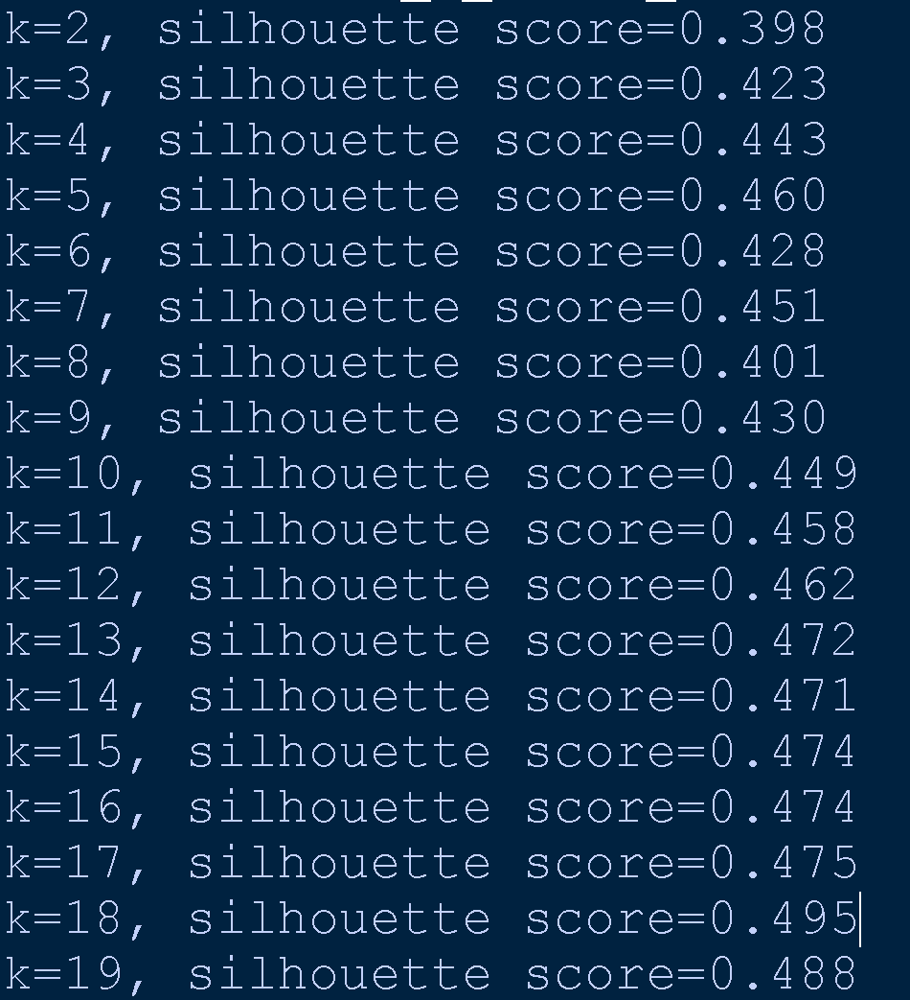 k=2, silhouette score=0.398
k=3, silhouette score=0.423
k=4, silhouette score=0.443
k=5, silhouette score=0.460
k=6, silhouette score=0.428
k=7, silhouette score=0.451
k=8, silhouette score=0.401
k=9, silhouette score=0.430
k=10, silhouette score=0.449
k=11, silhouette score=0.458
k=12, silhouette score=0.462
k=13, silhouette score=0.472
k=14, silhouette score=0.471
k=15, silhouette score=0.474
k=16, silhouette score=0.474
k=17, silhouette score=0.475
k=18, silhouette score=0.495
k=19, silhouette score=0.488